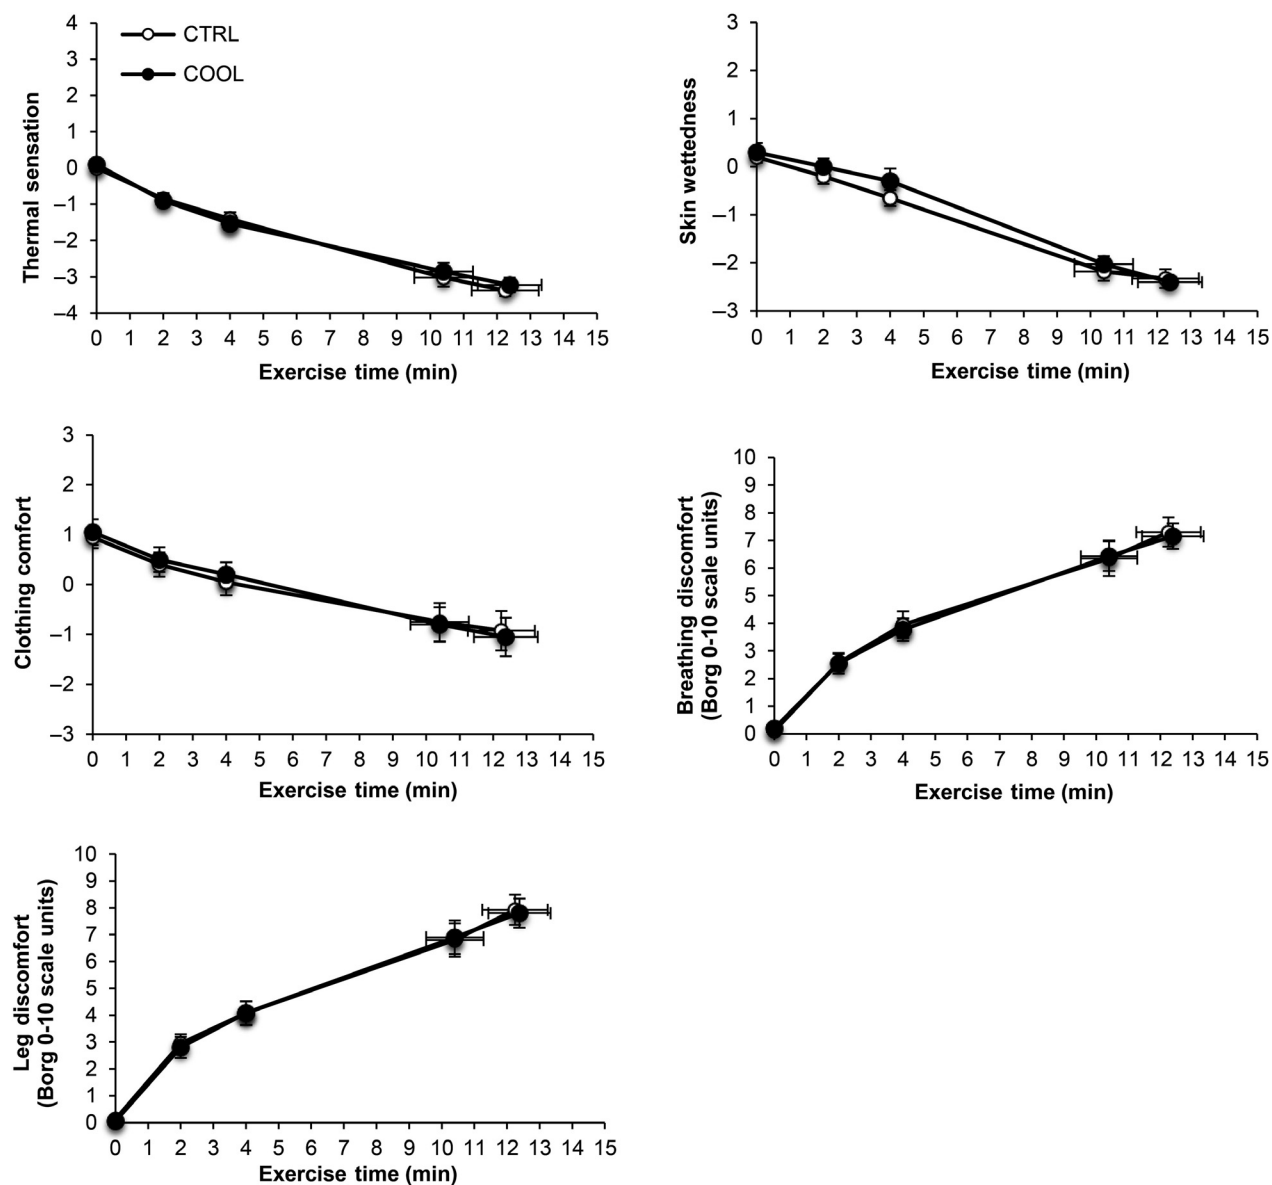 4
3
2
1
0
–1
–2
–3
–4
Thermal sensation
CTRL
COOL
0 1 2 3 4 5 6 7 8 9 10 11 12 13 14 15
Exercise time (min)
3
2
1
0
–1
–2
–3
Skin wettedness
0 1 2 3 4 5 6 7 8 9 10 11 12 13 14 15
Exercise time (min)
3
2
1
0
–1
–2
–3
Clothing comfort
0 1 2 3 4 5 6 7 8 9 10 11 12 13 14 15
Exercise time (min)
10
9
8
7
6
5
4
3
2
1
0
Breathing discomfort
(Borg 0-10 scale units)
0 1 2 3 4 5 6 7 8 9 10 11 12 13 14 15
Exercise time (min)
10
9
8
7
6
5
4
3
2
1
0
Leg discomfort
(Borg 0-10 scale units)
0 1 2 3 4 5 6 7 8 9 10 11 12 13 14 15
Exercise time (min)